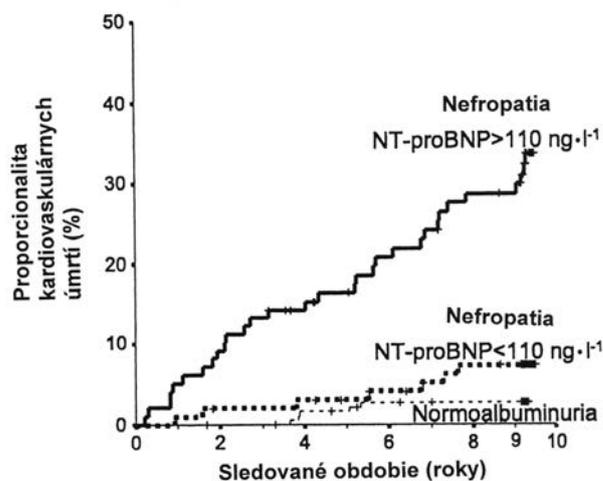 50
40
30
20
10
0
Proporcionalita
kardiovaskulárnych
úmrtí (%)
Nefropatia
NT-proBNP>110 ng·l-1
Nefropatia
NT-proBNP<110 ng·l-1
Normoalbuminuria
0 2 4 6 8 9 10
Sledované obdobie (roky)